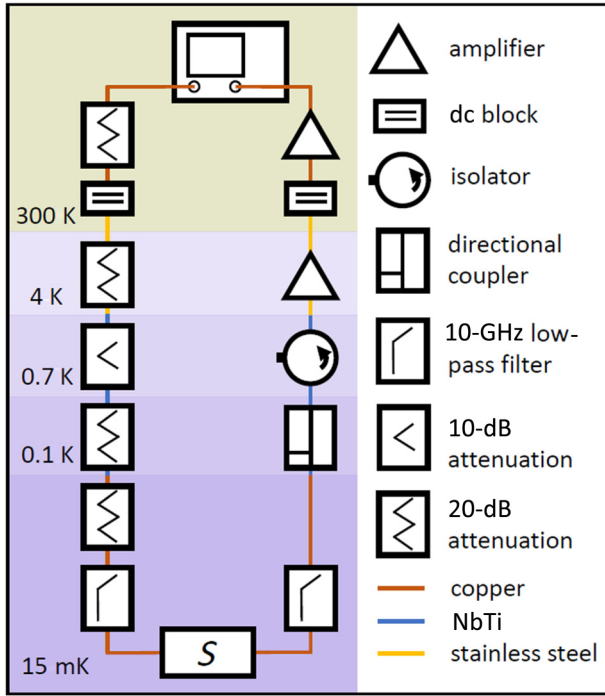 300 K
4 K
0.7 K
0.1 K
15 mK
S
amplifier
dc block
isolator
directional
coupler
10-GHz low-
pass filter
10-dB
attenuation
20-dB
attenuation
copper
NbTi
stainless steel